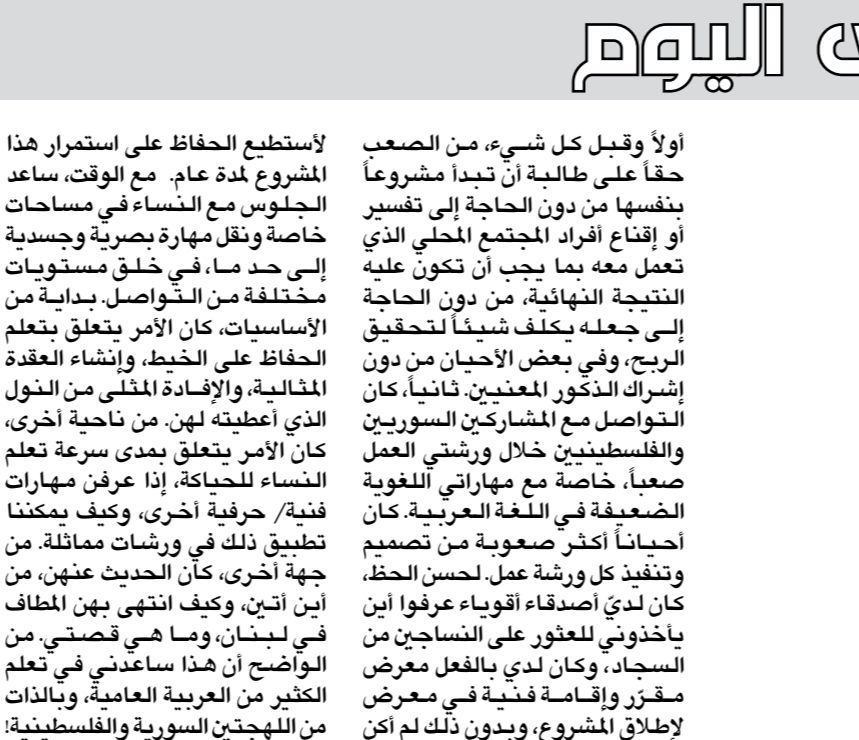 اليوم
أولاً وقبل كل شيء، من الصعب
حقاً على طالبة أن تبدأ مشروعاً
بنفسها من دون الحاجة إلى تفسير
أو إقناع أفراد المجتمع المحلي الذي
تعمل معه بما يجب أن تكون عليه
النتيجة النهائية، من دون الحاجة
إلى جعله يكلف شيئاً لتحقيق
الربح، وفي بعض الأحيان من دون
إشراك الذكور المعنيين. ثانياً، كان
التواصل مع المشاركين السوريين
والفلسطينيين خلال ورشتي العمل
صعباً، خاصة مع مهاراتي اللغوية
الضعيفة في اللغة العربية. كان
أحياناً أكثر صعوبة من تصميم
وتنفيذ كل ورشة عمل. لحسن الحظ،
كان لديّ أصدقاء أقوياء عرفوا أين
يأخذوني للعثور على النساجين من
السجاد، وكان لدي بالفعل معرض
مقرّر وإقامة فنية في معرض
لإطلاق المشروع، وبدون ذلك لم أكن
لأستطيع الحفاظ على استمرار هذا
المشروع لمدة عام. مع الوقت، ساعد
الجلوس مع النساء في مساحات
خاصة ونقل مهارة بصرية وجسدية
إلى حد ما، في خلق مستويات
مختلفة من التواصل. بداية من
الأساسيات، كان الأمر يتعلق بتعلم
الحفاظ على الخيط، وإنشاء العقدة
المثالية، والإفادة المثلى من النول
الذي أعطيته لهن. من ناحية أخرى،
كان الأمر يتعلق بمدى سرعة تعلم
النساء للحياكة، إذا عرفن مهارات
فنية/ حرفية أخرى، وكيف يمكننا
تطبيق ذلك في ورشات مماثلة. من
جهة أخرى، كان الحديث عنهن، من
أين أتين، وكيف انتهى بهن المطاف
في لبنان، وما هي قصتي. من
الواضح أن هذا ساعدني في تعلم
الكثير من العربية العامية، وبالذات
من اللهجتين السورية والفلسطينية!